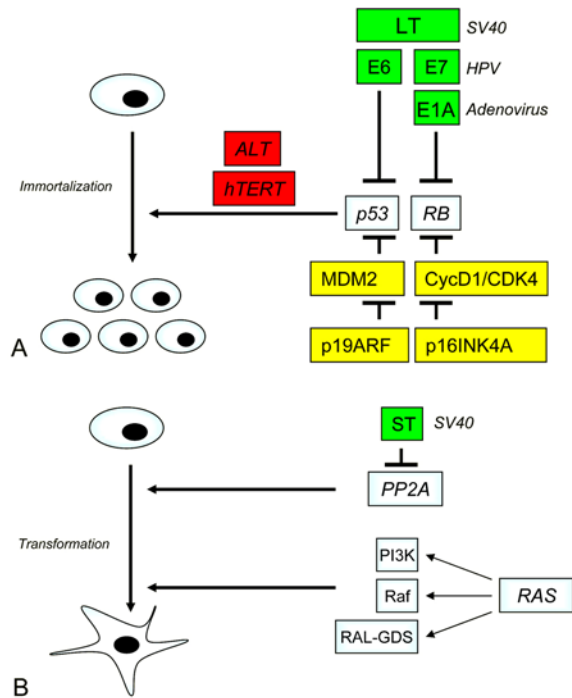 LT SV40
E6 E7 HPV
E1A Adenovirus
ALT
hTERT
Immortalization
p53 RB
MDM2 CycD1/CDK4
p19ARF p16INK4A
A
ST SV40
PP2A
Transformation
PI3K
Raf RAS
RAL-GDS
B